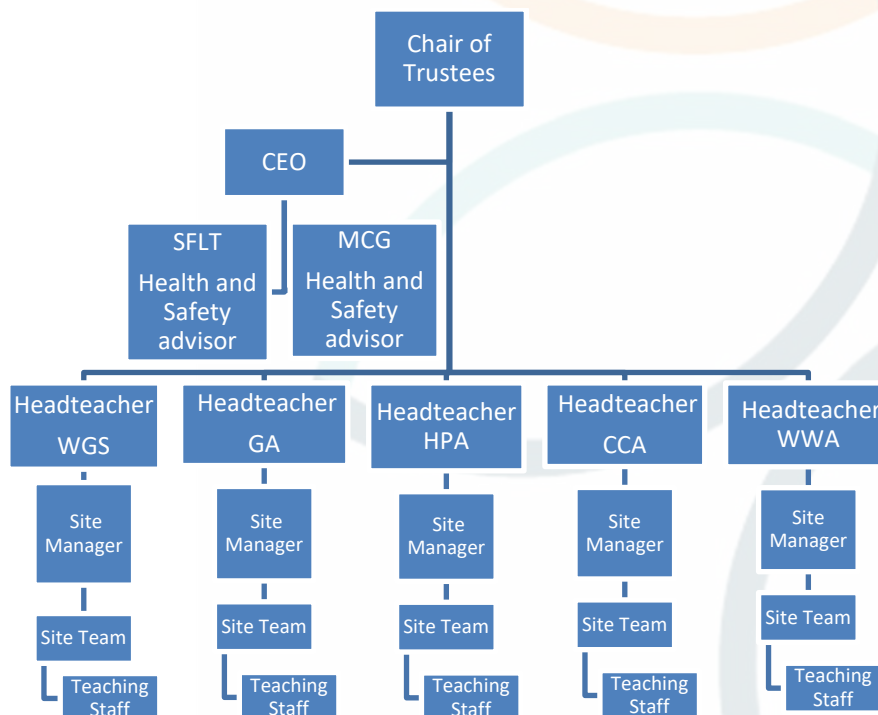 Chair of
Trustees
CEO
SFLT
Health and
Safety
advisor
MCG
Health and
Safety
advisor
Headteacher
WGS
Headteacher
GA
Headteacher
HPA
Headteacher
CCA
Headteacher
WWA
Site
Manager
Site
Manager
Site
Manager
Site
Manager
Site
Manager
Site Team
Site Team
Site Team
Site Team
Site Team
Teaching
Staff
Teaching
Staff
Teaching
Staff
Teaching
Staff
Teaching
Staff